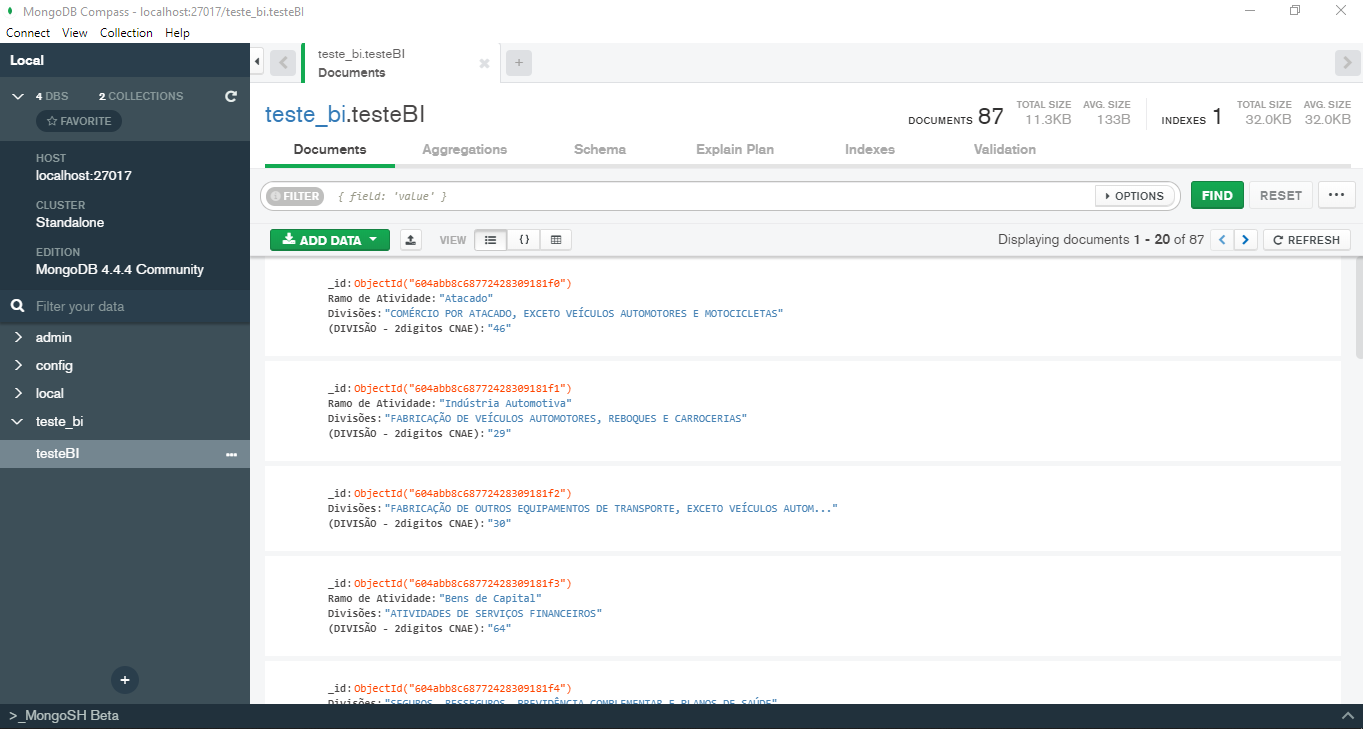 MongoDB Compass - localhost:27017/teste_bi.testeBI
Connect View Collection Help
Local
4 DBS 2 COLLECTIONS
FAVORITE
HOST
localhost:27017
CLUSTER
Standalone
EDITION
MongoDB 4.4.4 Community
Filter your data
admin
config
local
teste_bi
testeBI
>_MongoSH Beta
teste_bi.testeBI
Documents
teste_bi.testeBI
DOCUMENTS 87 TOTAL SIZE 11.3KB AVG. SIZE 133B INDEXES 1 TOTAL SIZE 32.0KB AVG. SIZE 32.0KB
Documents Aggregations Schema Explain Plan Indexes Validation
FILTER { field: 'value' } OPTIONS FIND RESET
ADD DATA VIEW {} Displaying documents 1 - 20 of 87 REFRESH
_id: ObjectId("604abb8c68772428309181f0")
Ramo de Atividade: "Atacado"
Divisões: "COMÉRCIO POR ATACADO, EXCETO VEÍCULOS AUTOMOTORES E MOTOCICLETAS"
(DIVISÃO - 2digitos CNAE): "46"
_id: ObjectId("604abb8c68772428309181f1")
Ramo de Atividade: "Indústria Automotiva"
Divisões: "FABRICAÇÃO DE VEÍCULOS AUTOMOTORES, REBOQUES E CARROCERIAS"
(DIVISÃO - 2digitos CNAE): "29"
_id: ObjectId("604abb8c68772428309181f2")
Divisões: "FABRICAÇÃO DE OUTROS EQUIPAMENTOS DE TRANSPORTE, EXCETO VEÍCULOS AUTOM..."
(DIVISÃO - 2digitos CNAE): "30"
_id: ObjectId("604abb8c68772428309181f3")
Ramo de Atividade: "Bens de Capital"
Divisões: "ATIVIDADES DE SERVIÇOS FINANCEIROS"
(DIVISÃO - 2digitos CNAE): "64"
_id: ObjectId("604abb8c68772428309181f4")
Divisões: "SEGUROS, RESSEGUROS, PREVIDÊNCIA COMPLEMENTAR E PLANOS DE SAÚDE"